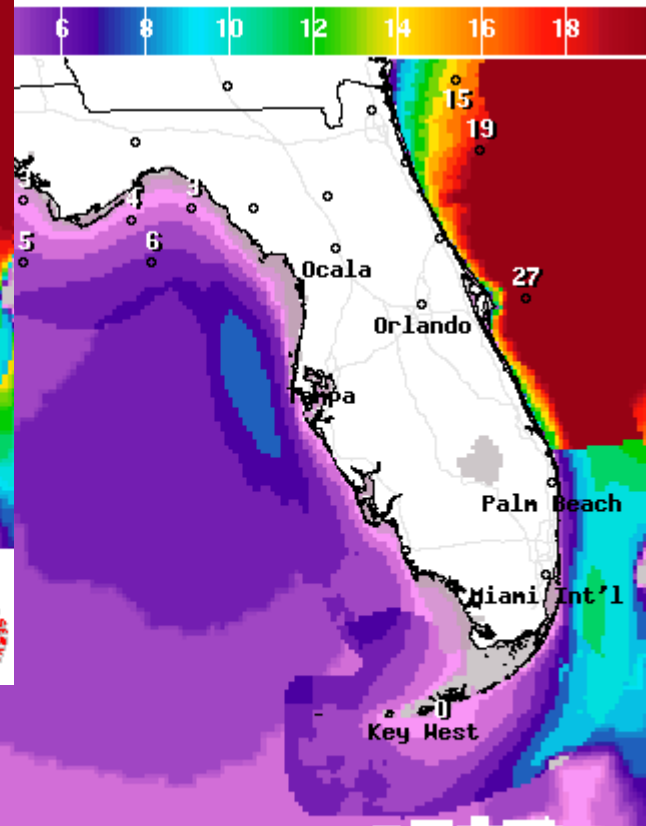 6 8 10 12 14 16 18
15
19
3 4 3
5 6
27
Ocala
Orlando
Tampa
Palm Beach
Miami Int'l
0
Key West